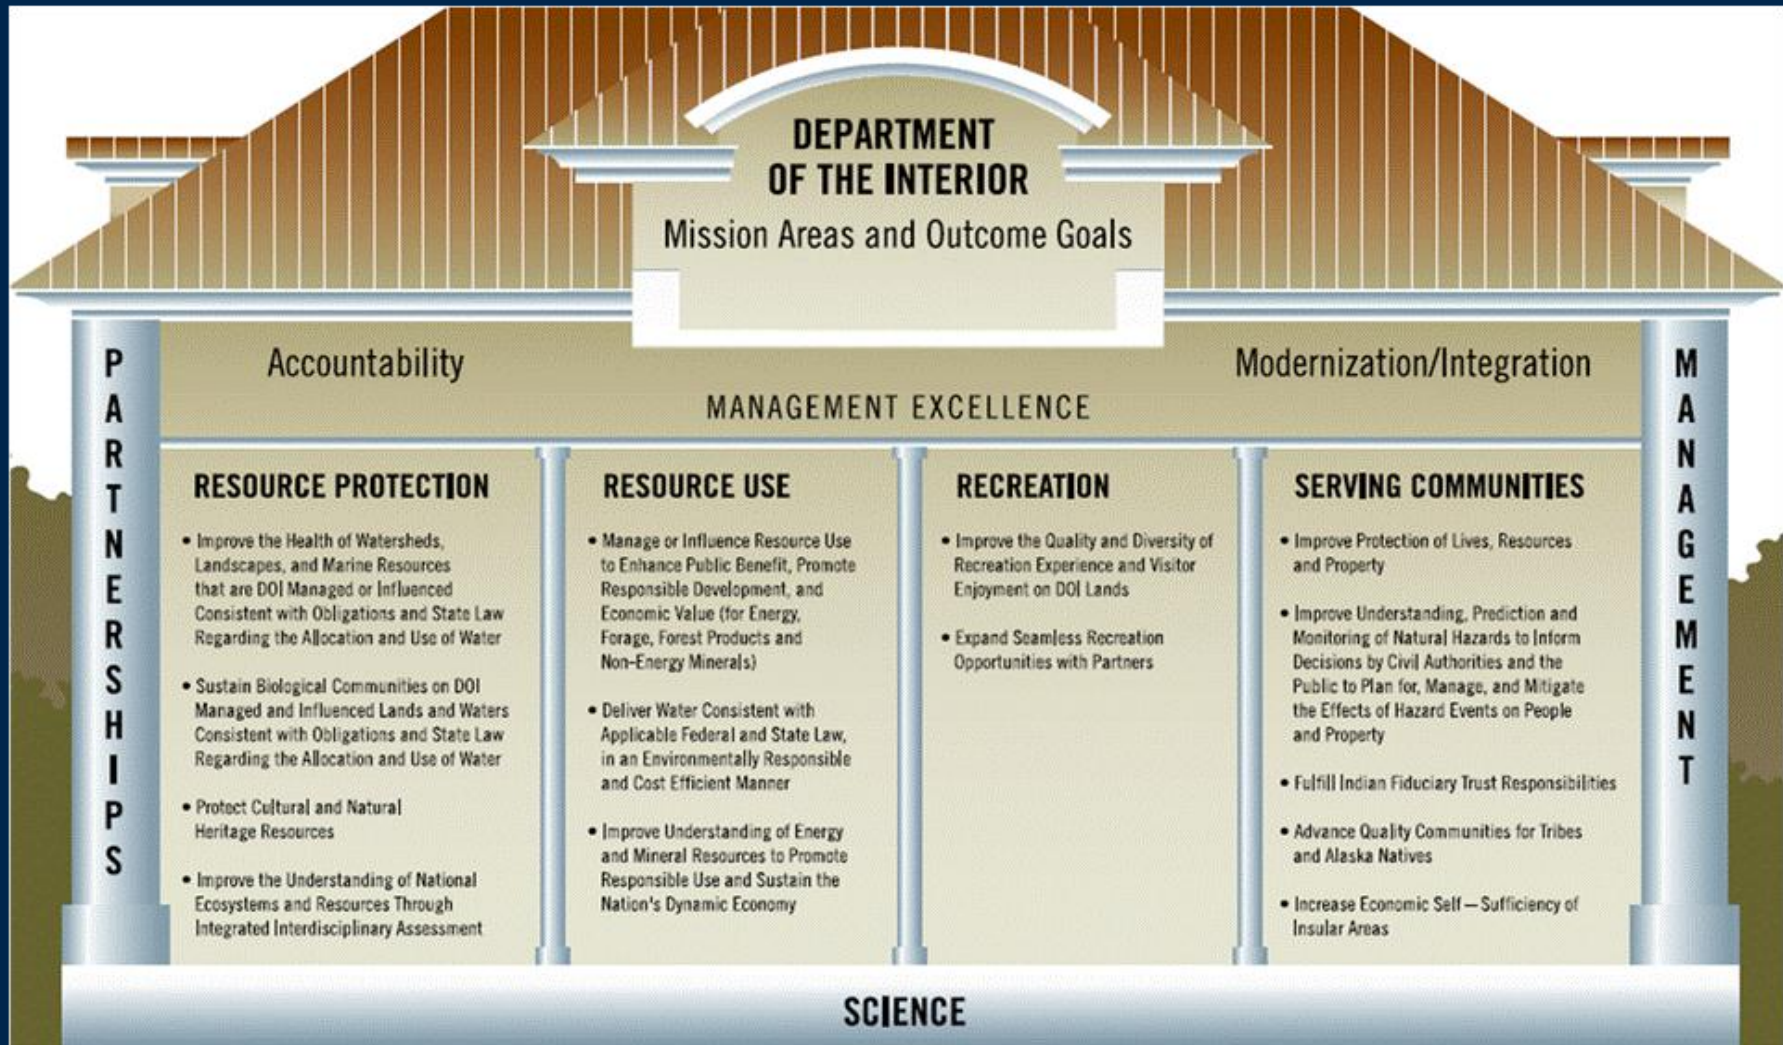 DEPARTMENT
OF THE INTERIOR
Mission Areas and Outcome Goals
PARTNERSHIPS
Accountability
Modernization/Integration
MANAGEMENT EXCELLENCE
MANAGEMENT
RESOURCE PROTECTION
• Improve the Health of Watersheds,
Landscapes, and Marine Resources
that are DOI Managed or Influenced
Consistent with Obligations and State Law
Regarding the Allocation and Use of Water
• Sustain Biological Communities on DOI
Managed and Influenced Lands and Waters
Consistent with Obligations and State Law
Regarding the Allocation and Use of Water
• Protect Cultural and Natural
Heritage Resources
• Improve the Understanding of National
Ecosystems and Resources Through
Integrated Interdisciplinary Assessment
RESOURCE USE
• Manage or Influence Resource Use
to Enhance Public Benefit, Promote
Responsible Development, and
Economic Value (for Energy,
Forage, Forest Products and
Non-Energy Minerals)
• Deliver Water Consistent with
Applicable Federal and State Law,
in an Environmentally Responsible
and Cost Efficient Manner
• Improve Understanding of Energy
and Mineral Resources to Promote
Responsible Use and Sustain the
Nation's Dynamic Economy
RECREATION
• Improve the Quality and Diversity of
Recreation Experience and Visitor
Enjoyment on DOI Lands
• Expand Seamless Recreation
Opportunities with Partners
SERVING COMMUNITIES
• Improve Protection of Lives, Resources
and Property
• Improve Understanding, Prediction and
Monitoring of Natural Hazards to Inform
Decisions by Civil Authorities and the
Public to Plan for, Manage, and Mitigate
the Effects of Hazard Events on People
and Property
• Fulfill Indian Fiduciary Trust Responsibilities
• Advance Quality Communities for Tribes
and Alaska Natives
• Increase Economic Self — Sufficiency of
Insular Areas
SCIENCE